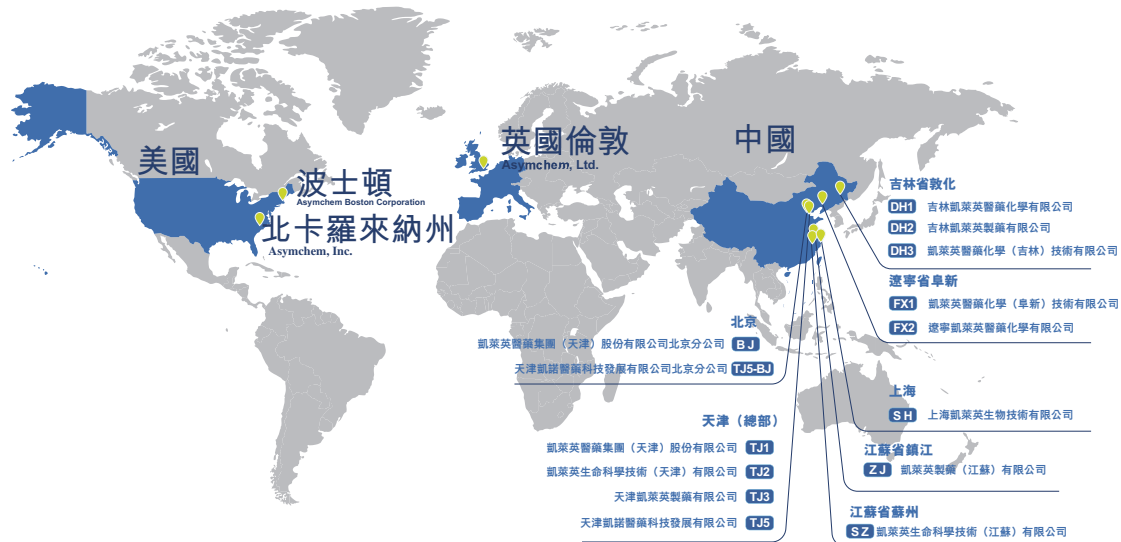 美國
波士頓
Asymchem Boston Corporation
北卡羅來納州
Asymchem, Inc.
英國倫敦
Asymchem, Ltd.
中國
吉林省敦化
DH1 吉林凱萊英醫藥化學有限公司
DH2 吉林凱萊英製藥有限公司
DH3 凱萊英醫藥化學（吉林）技術有限公司
遼寧省阜新
FX1 凱萊英醫藥化學（阜新）技術有限公司
FX2 遼寧凱萊英醫藥化學有限公司
北京
凱萊英醫藥集團（天津）股份有限公司北京分公司 BJ
天津凱諾醫藥科技發展有限公司北京分公司 TJ5-BJ
上海
SH 上海凱萊英生物技術有限公司
天津（總部）
凱萊英醫藥集團（天津）股份有限公司 TJ1
凱萊英生命科學技術（天津）有限公司 TJ2
天津凱萊英製藥有限公司 TJ3
天津凱諾醫藥科技發展有限公司 TJ5
江蘇省鎮江
ZJ 凱萊英製藥（江蘇）有限公司
江蘇省蘇州
SZ 凱萊英生命科學技術（江蘇）有限公司